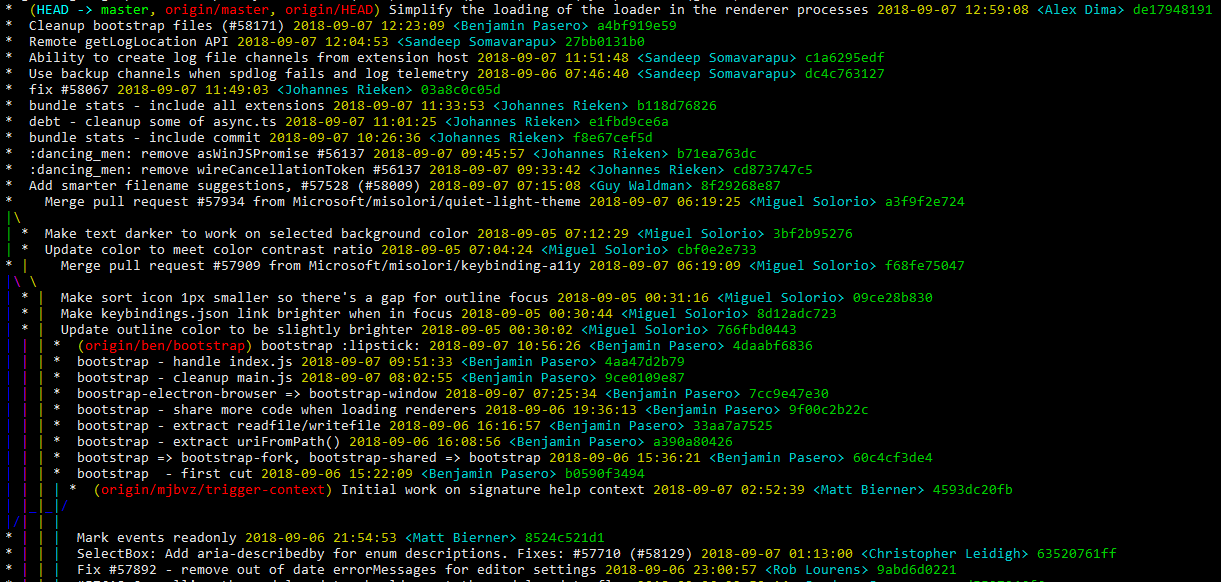 * (HEAD -> master, origin/master, origin/HEAD) Simplify the loading of the loader in the renderer processes 2018-09-07 12:59:08 <Alex Dima> de17948191
* Cleanup bootstrap files (#58171) 2018-09-07 12:23:09 <Benjamin Pasero> a4bf919e59
* Remote getLogLocation API 2018-09-07 12:04:53 <Sandeep Somavarapu> 27bb0131b0
* Ability to create log file channels from extension host 2018-09-07 11:51:48 <Sandeep Somavarapu> c1a6295edf
* Use backup channels when spdlog fails and log telemetry 2018-09-06 07:46:40 <Sandeep Somavarapu> dc4c763127
* fix #58067 2018-09-07 11:49:03 <Johannes Rieken> 03a8c0c05d
* bundle stats - include all extensions 2018-09-07 11:33:53 <Johannes Rieken> b118d76826
* debt - cleanup some of async.ts 2018-09-07 11:01:25 <Johannes Rieken> e1fbd9ce6a
* bundle stats - include commit 2018-09-07 10:26:36 <Johannes Rieken> f8e67cef5d
* :dancing_men: remove asWinJSPromise #56137 2018-09-07 09:45:57 <Johannes Rieken> b71ea763dc
* :dancing_men: remove wireCancellationToken #56137 2018-09-07 09:33:42 <Johannes Rieken> cd873747c5
* Add smarter filename suggestions, #57528 (#58009) 2018-09-07 07:15:08 <Guy Waldman> 8f29268e87
* Merge pull request #57934 from Microsoft/misolori/quiet-light-theme 2018-09-07 06:19:25 <Miguel Solorio> a3f9f2e724
|\
| * Make text darker to work on selected background color 2018-09-05 07:12:29 <Miguel Solorio> 3bf2b95276
| * Update color to meet color contrast ratio 2018-09-05 07:04:24 <Miguel Solorio> cbf0e2e733
* | Merge pull request #57909 from Microsoft/misolori/keybinding-a11y 2018-09-07 06:19:09 <Miguel Solorio> f68fe75047
|\ \
| * | Make sort icon 1px smaller so there's a gap for outline focus 2018-09-05 00:31:16 <Miguel Solorio> 09ce28b830
| * | Make keybindings.json link brighter when in focus 2018-09-05 00:30:44 <Miguel Solorio> 8d12adc723
| * | Update outline color to be slightly brighter 2018-09-05 00:30:02 <Miguel Solorio> 766fbd0443
| | | * (origin/ben/bootstrap) bootstrap :lipstick: 2018-09-07 10:56:26 <Benjamin Pasero> 4daabf6836
| | | * bootstrap - handle index.js 2018-09-07 09:51:33 <Benjamin Pasero> 4aa47d2b79
| | | * bootstrap - cleanup main.js 2018-09-07 08:02:55 <Benjamin Pasero> 9ce0109e87
| | | * boostrap-electron-browser => bootstrap-window 2018-09-07 07:25:34 <Benjamin Pasero> 7cc9e47e30
| | | * bootstrap - share more code when loading renderers 2018-09-06 19:36:13 <Benjamin Pasero> 9f00c2b22c
| | | * bootstrap - extract readfile/writefile 2018-09-06 16:16:57 <Benjamin Pasero> 33aa7a7525
| | | * bootstrap - extract uriFromPath() 2018-09-06 16:08:56 <Benjamin Pasero> a390a80426
| | | * bootstrap => bootstrap-fork, bootstrap-shared => bootstrap 2018-09-06 15:36:21 <Benjamin Pasero> 60c4cf3de4
| | | * bootstrap  - first cut 2018-09-06 15:22:09 <Benjamin Pasero> b0590f3494
| | | | * (origin/mjbvz/trigger-context) Initial work on signature help context 2018-09-07 02:52:39 <Matt Bierner> 4593dc20fb
| |_|_|/
|/| | |
* | | | Mark events readonly 2018-09-06 21:54:53 <Matt Bierner> 8524c521d1
* | | | SelectBox: Add aria-describedby for enum descriptions. Fixes: #57710 (#58129) 2018-09-07 01:13:00 <Christopher Leidigh> 63520761ff
* | | | Fix #57892 - remove out of date errorMessages for editor settings 2018-09-06 23:00:57 <Rob Lourens> 9abd6d0221